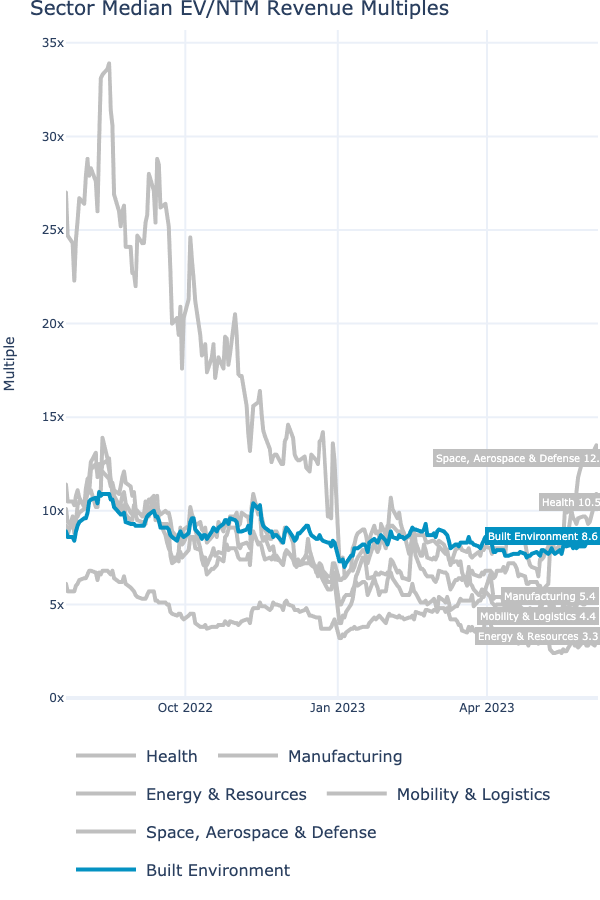 Sector Median EV/NTM Revenue Multiples
35x
30x
25x
20x
15x
10x
5x
0x
Multiple
Space, Aerospace & Defense 12.
Health 10.5
Built Environment 8.6
Manufacturing 5.4
Mobility & Logistics 4.4
Energy & Resources 3.3
Oct 2022
Jan 2023
Apr 2023
Health
Manufacturing
Energy & Resources
Mobility & Logistics
Space, Aerospace & Defense
Built Environment